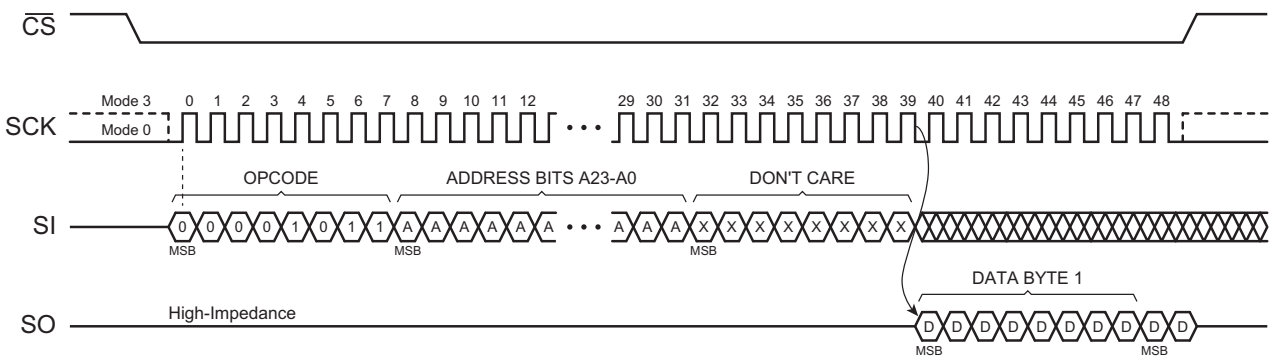 CS
Mode 3 0 1 2 3 4 5 6 7 8 9 10 11 12 29 30 31 32 33 34 35 36 37 38 39 40 41 42 43 44 45 46 47 48
SCK Mode 0
OPCODE ADDRESS BITS A23-A0 DON'T CARE
SI 0 0 0 0 1 0 1 1 A A A A A A A A A X X X X X X X X
MSB MSB MSB
DATA BYTE 1
High-Impedance
SO D D D D D D D D D D
MSB MSB